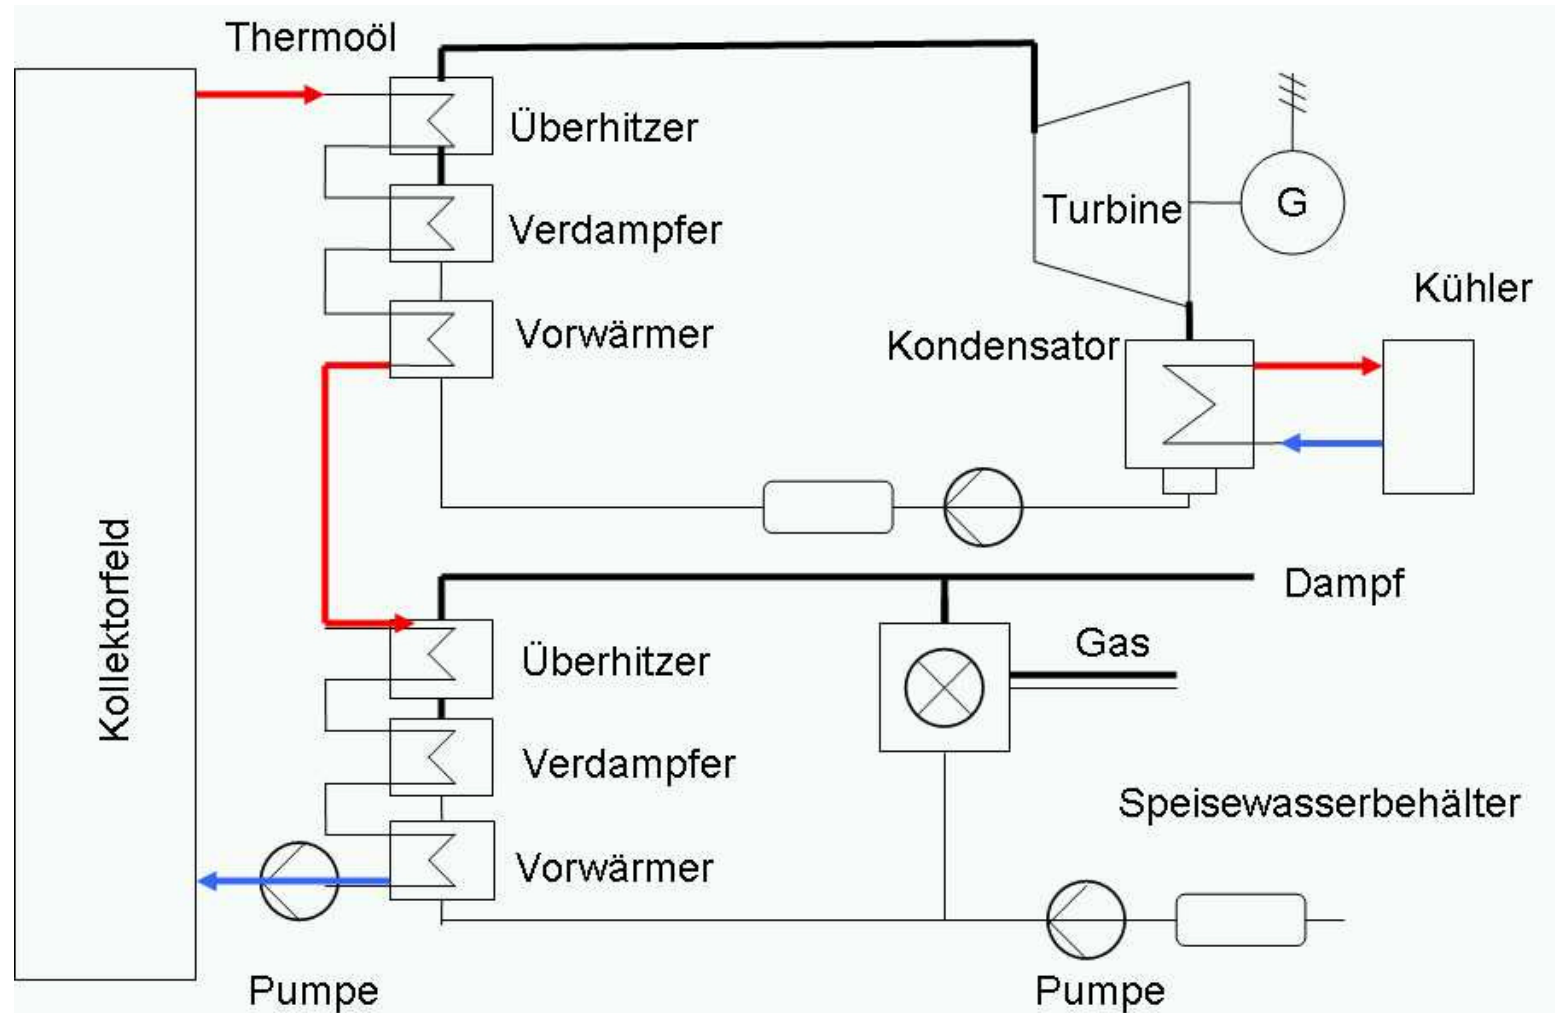 Thermoöl
Überhitzer
Verdampfer
Turbine
G
Kühler
Vorwärmer
Kondensator
Kollektorfeld
Dampf
Gas
Überhitzer
Verdampfer
Speisewasserbehälter
Vorwärmer
Pumpe
Pumpe